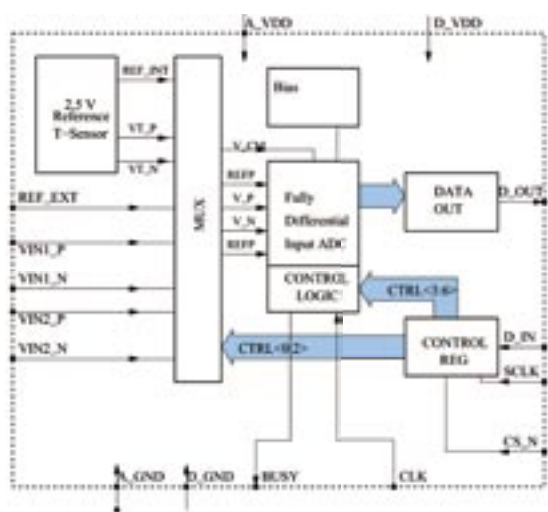 A_VDD
D_VDD
2,5 V
Reference
T-Sensor
REF_INT
VT_P
VT_N
MUX
Bias
V_CM
REFP
V_P
V_N
REFP
Fully
Differential
Input ADC
CONTROL
LOGIC
DATA
OUT
D_OUT
REF_EXT
VIN1_P
VIN1_N
VIN2_P
VIN2_N
CTRL<3:6>
CTRL<0:2>
CONTROL
REG
D_IN
SCLK
CS_N
A_GND
D_GND
BUSY
CLK